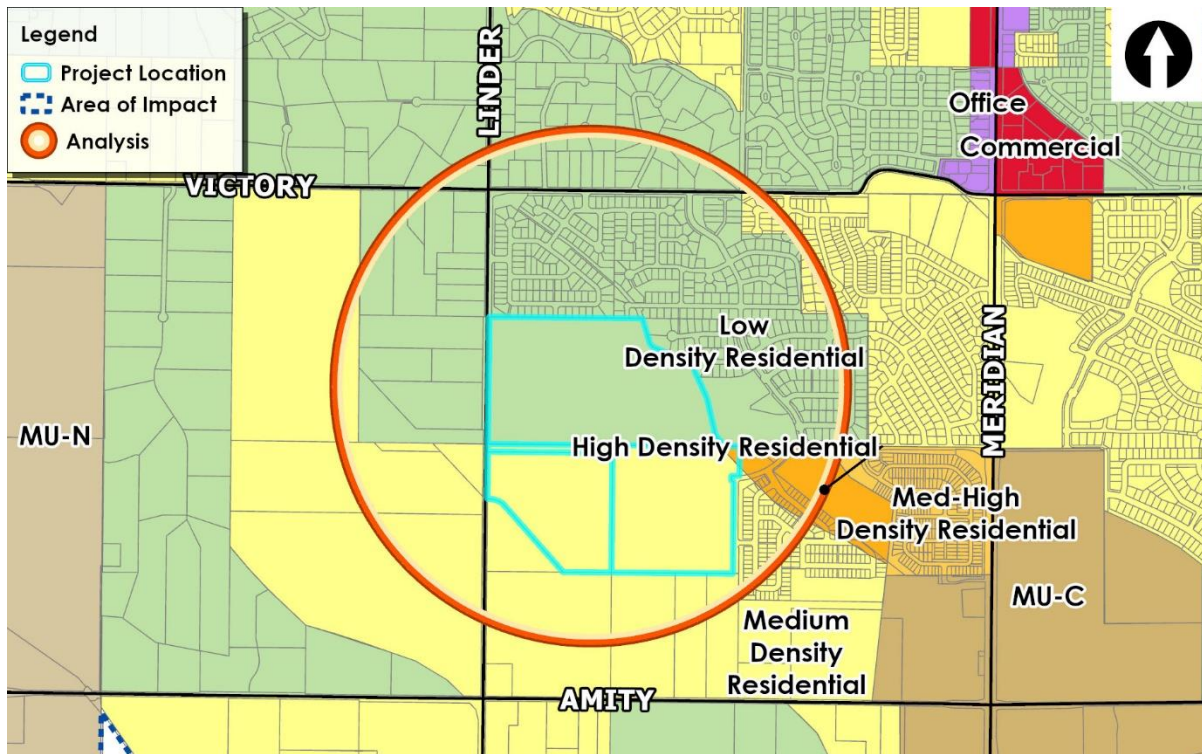 Legend
Project Location
Area of Impact
Analysis
LINDER
Office
Commercial
VICTORY
Low
Density Residential
MERIDIAN
MU-N
High Density Residential
Med-High
Density Residential
MU-C
Medium
Density
Residential
AMITY